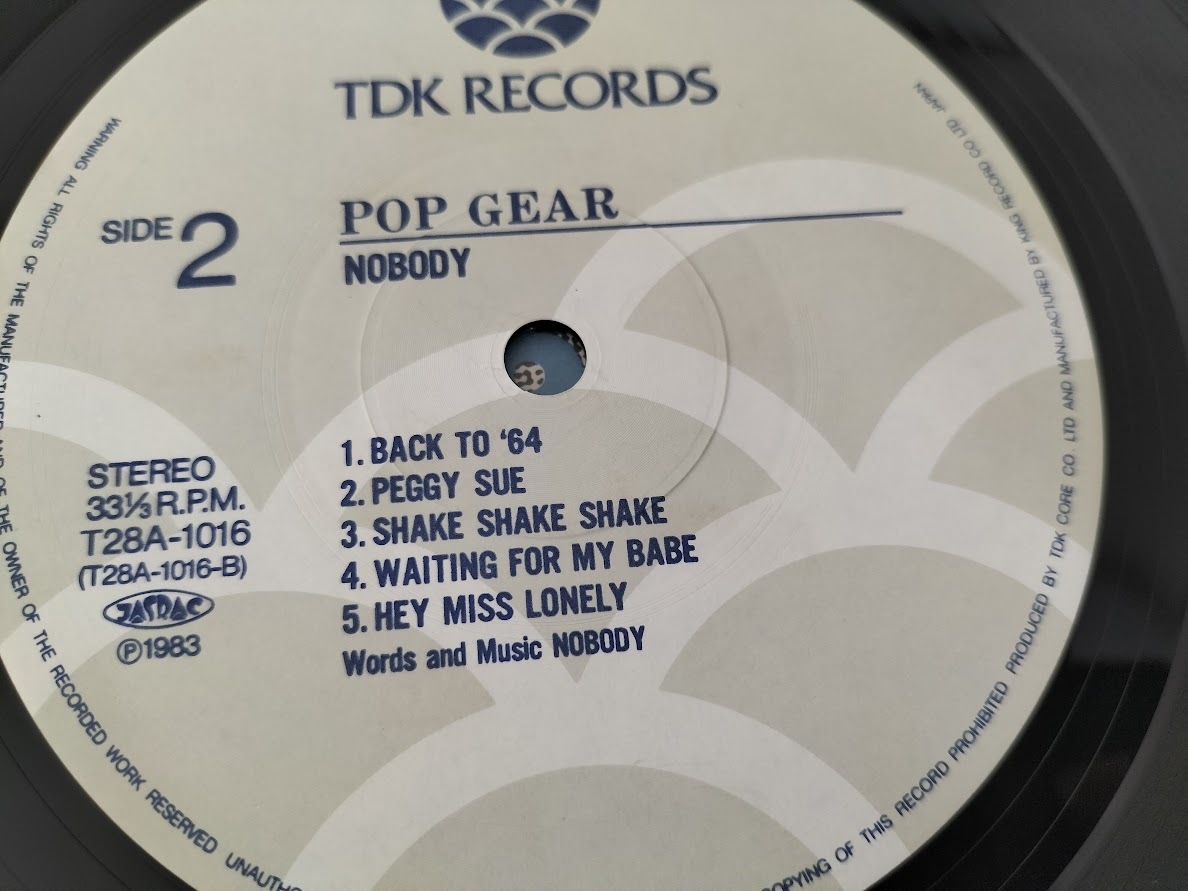 TDK RECORDS
SIDE 2
POP GEAR
NOBODY
1. BACK TO '64
2. PEGGY SUE
3. SHAKE SHAKE SHAKE
4. WAITING FOR MY BABE
5. HEY MISS LONELY
Words and Music NOBODY
STEREO
33⅓ R.P.M.
T28A-1016
(T28A-1016-B)
JASRAC
℗1983
WARNING ALL RIGHTS OF THE MANUFACTURER AND OF THE OWNER OF THE RECORDED WORK RESERVED UNAUTH
OPYING OF THIS RECORD PROHIBITED PRODUCED BY TDK CORE CO. LTD AND MANUFACTURED BY KING RECORD CO LTD JAPAN